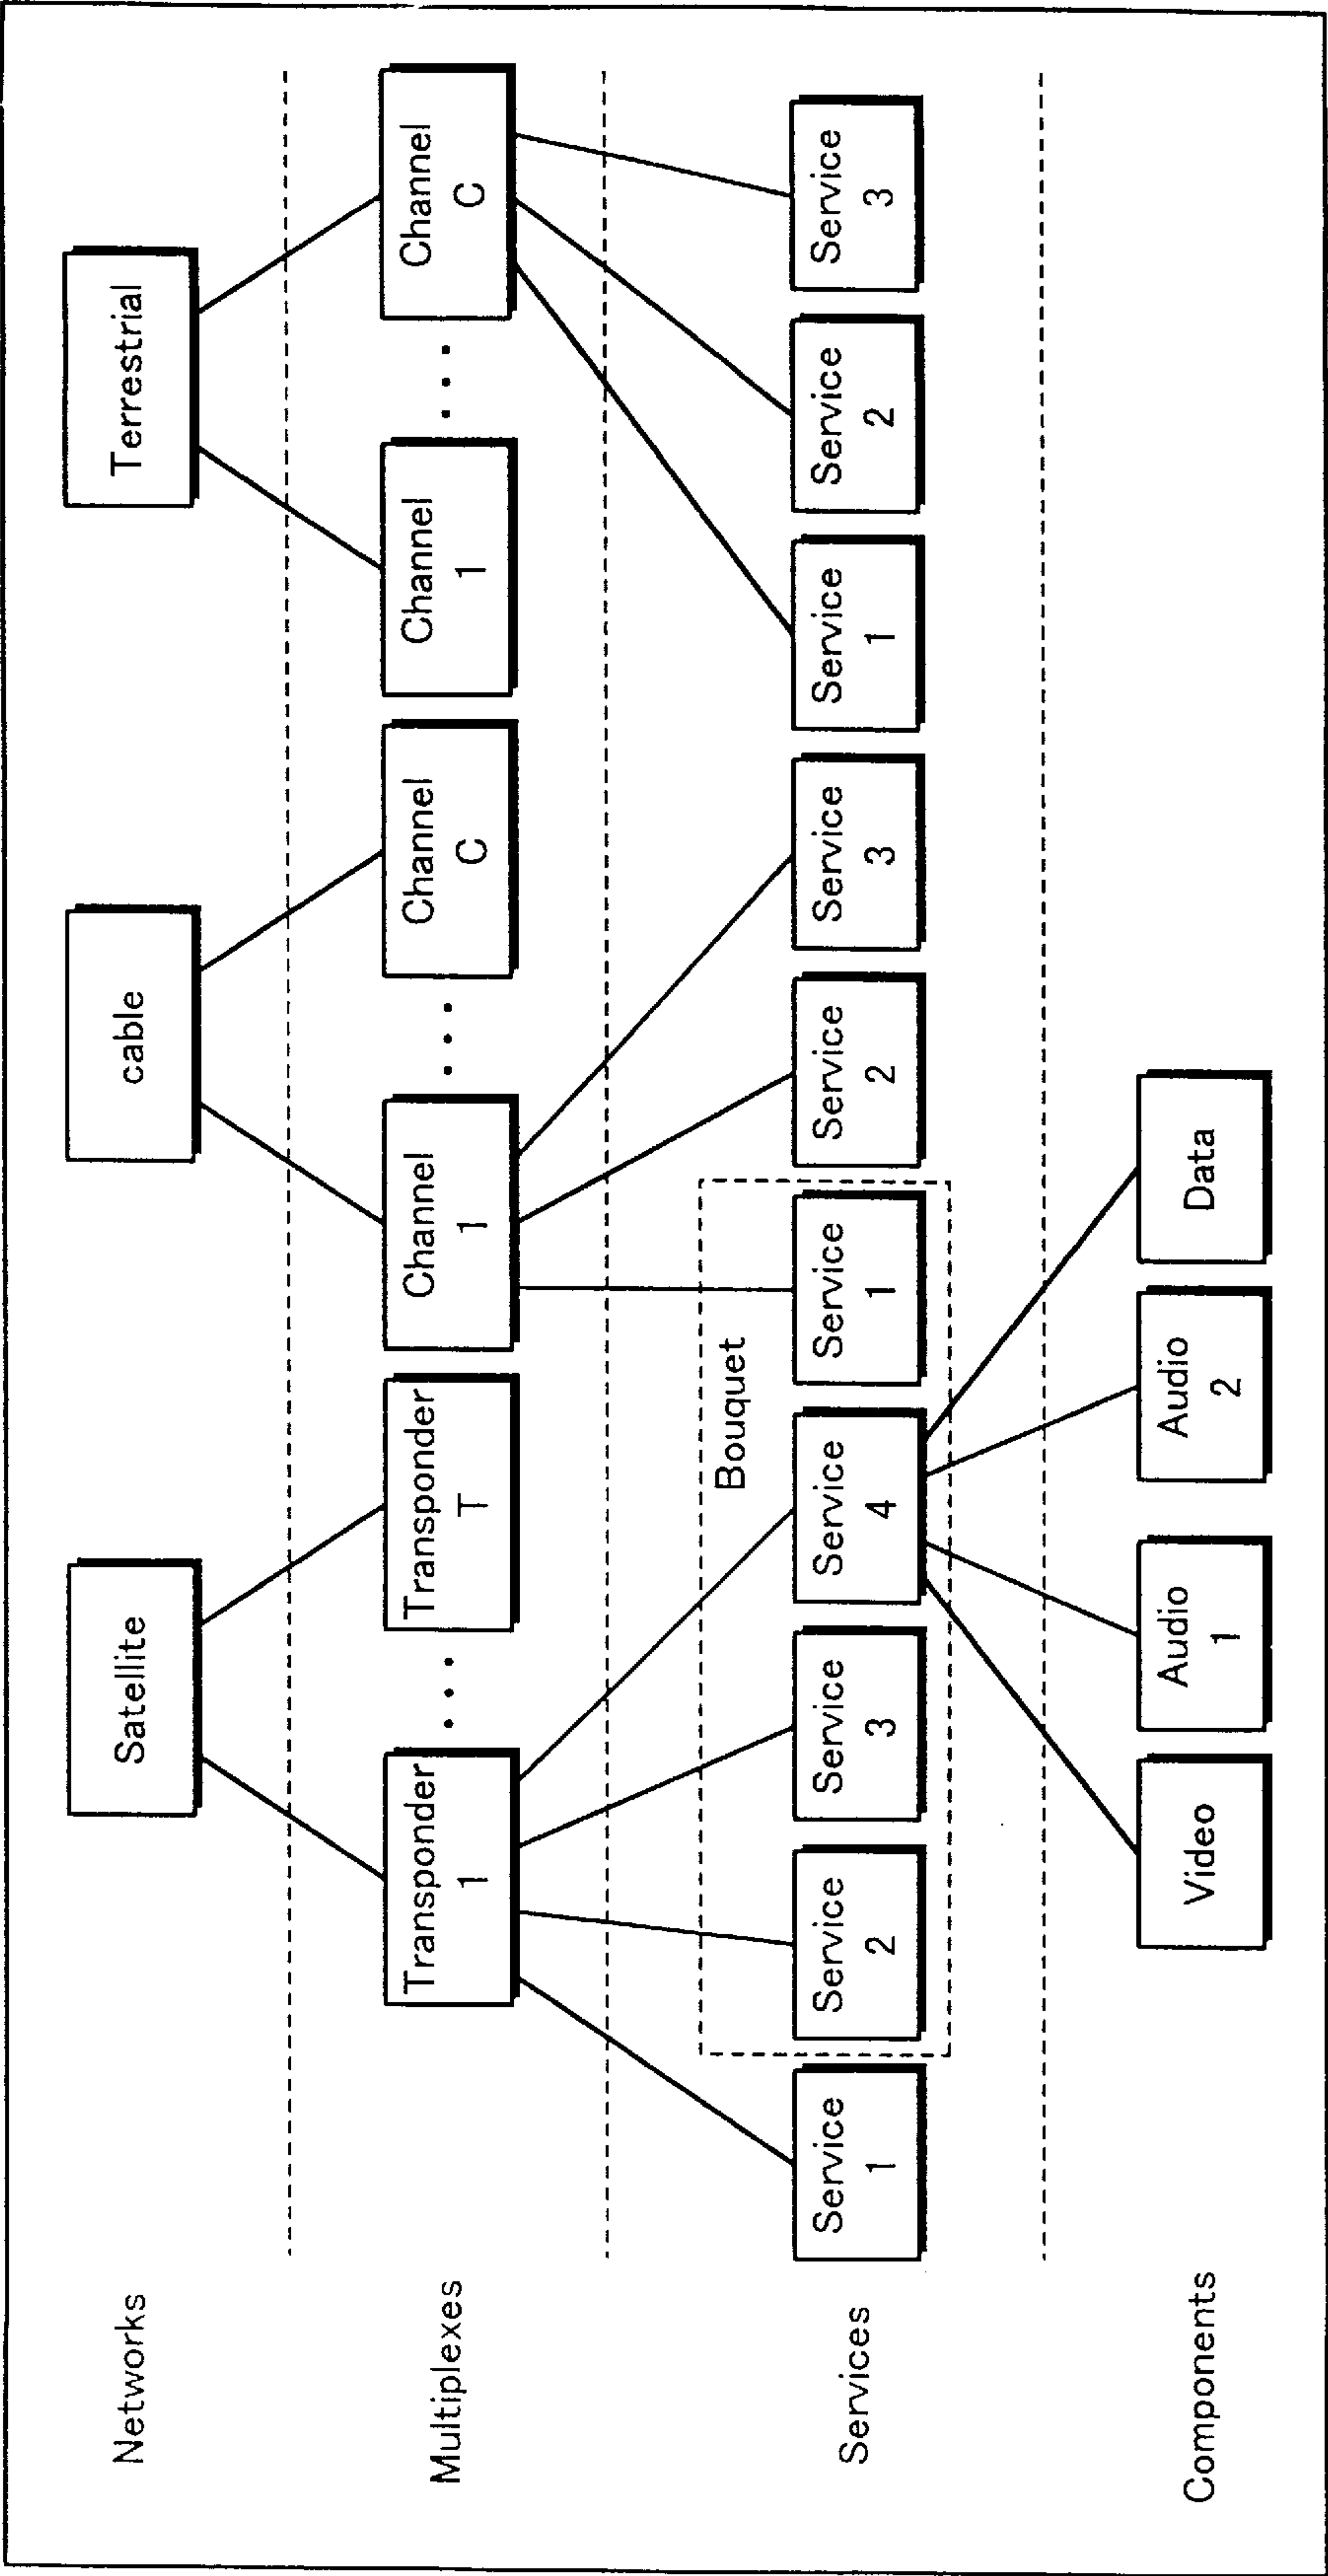 Networks
Satellite
cable
Terrestrial
Multiplexes
Transponder
1
Transponder
T
Channel
1
Channel
C
Channel
1
Channel
C
Bouquet
Services
Service
1
Service
2
Service
3
Service
4
Service
1
Service
2
Service
3
Service
1
Service
2
Service
3
Components
Video
Audio
1
Audio
2
Data